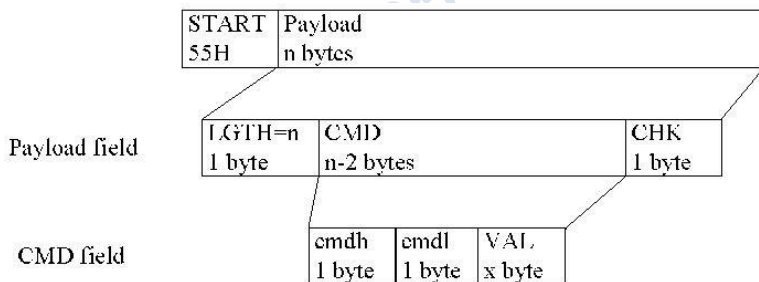 START Payload
55H n bytes
Payload field
LGTH=n CMD CHK
1 byte n-2 bytes 1 byte
CMD field
cmdh cmdl VAL
1 byte 1 byte x byte